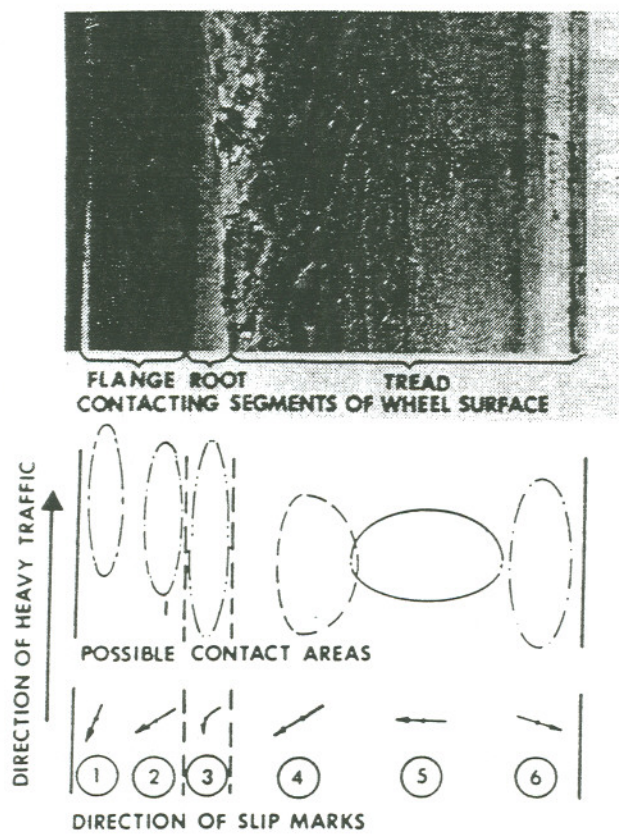 FLANGE ROOT TREAD
CONTACTING SEGMENTS OF WHEEL SURFACE
DIRECTION OF HEAVY TRAFFIC
POSSIBLE CONTACT AREAS
1 2 3 4 5 6
DIRECTION OF SLIP MARKS